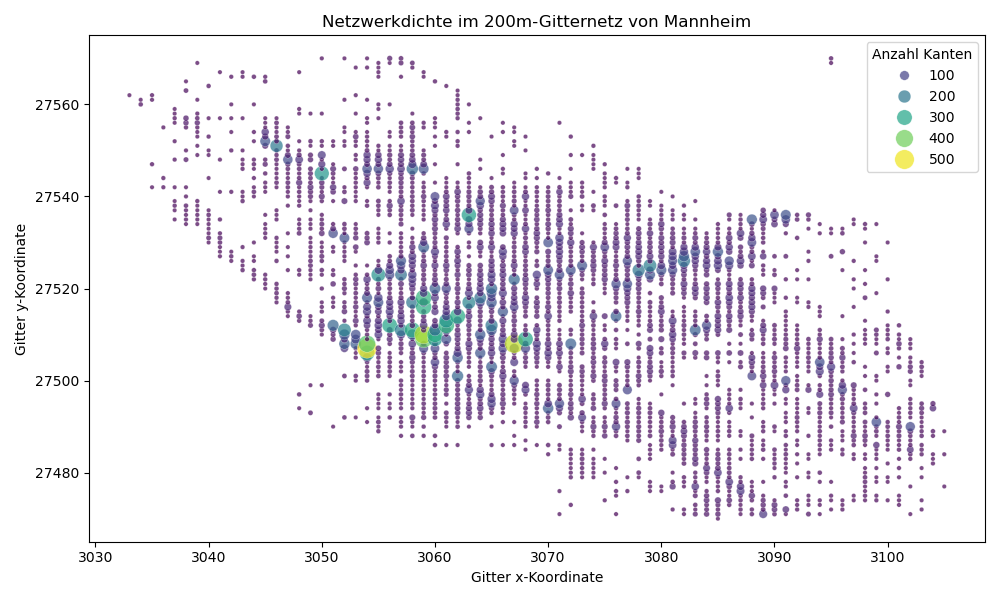 Netzwerkdichte im 200m-Gitternetz von Mannheim
Anzahl Kanten
100
200
300
400
500
Gitter y-Koordinate
27560
27540
27520
27500
27480
3030 3040 3050 3060 3070 3080 3090 3100
Gitter x-Koordinate